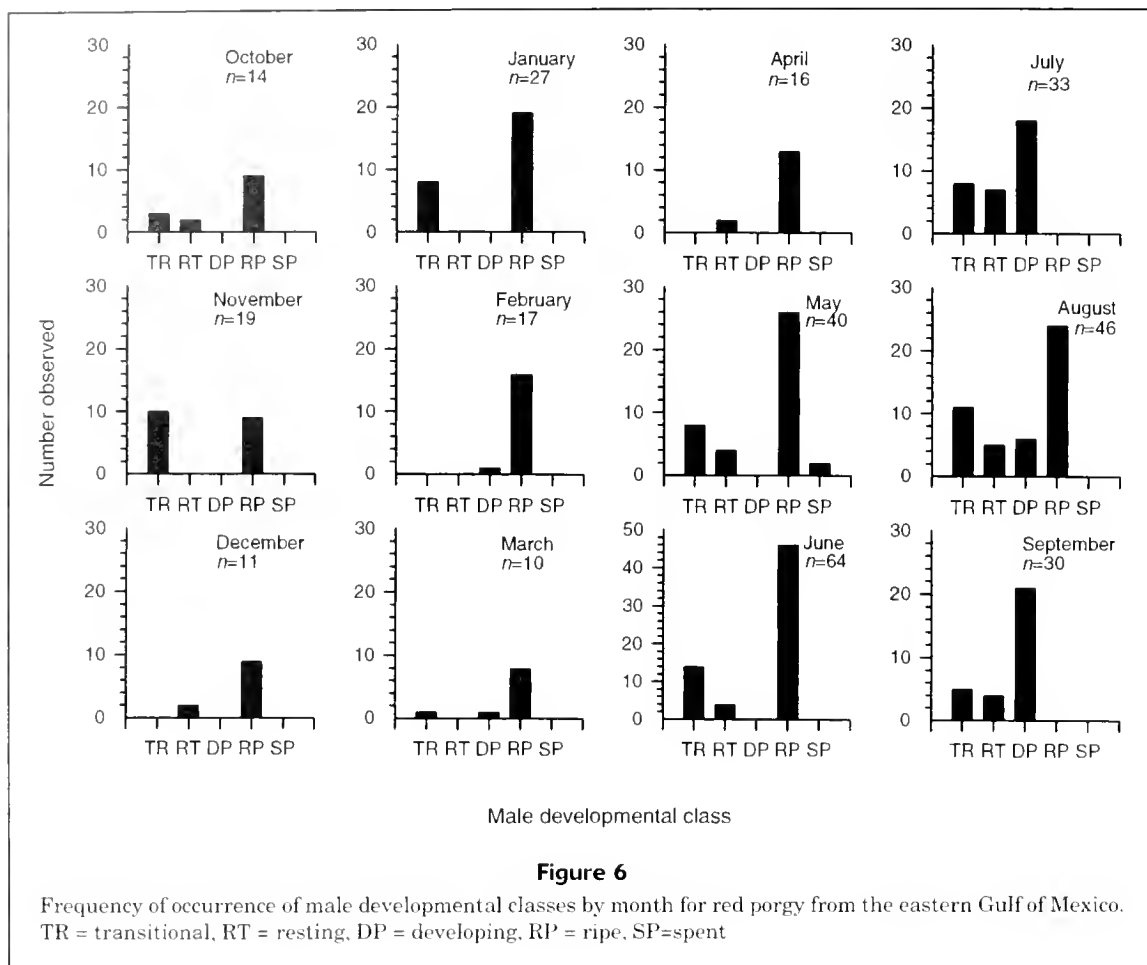 30
20
10
0
October
n=14
TR RT DP RP SP
30
20
10
0
January
n=27
TR RT DP RP SP
30
20
10
0
April
n=16
TR RT DP RP SP
30
20
10
0
July
n=33
TR RT DP RP SP
Number observed
30
20
10
0
November
n=19
TR RT DP RP SP
30
20
10
0
February
n=17
TR RT DP RP SP
30
20
10
0
May
n=40
TR RT DP RP SP
30
20
10
0
August
n=46
TR RT DP RP SP
30
20
10
0
December
n=11
TR RT DP RP SP
30
20
10
0
March
n=10
TR RT DP RP SP
50
40
30
20
10
0
June
n=64
TR RT DP RP SP
30
20
10
0
September
n=30
TR RT DP RP SP
Male developmental class
Figure 6
Frequency of occurrence of male developmental classes by month for red porgy from the eastern Gulf of Mexico.
TR = transitional, RT = resting, DP = developing, RP = ripe, SP=spent